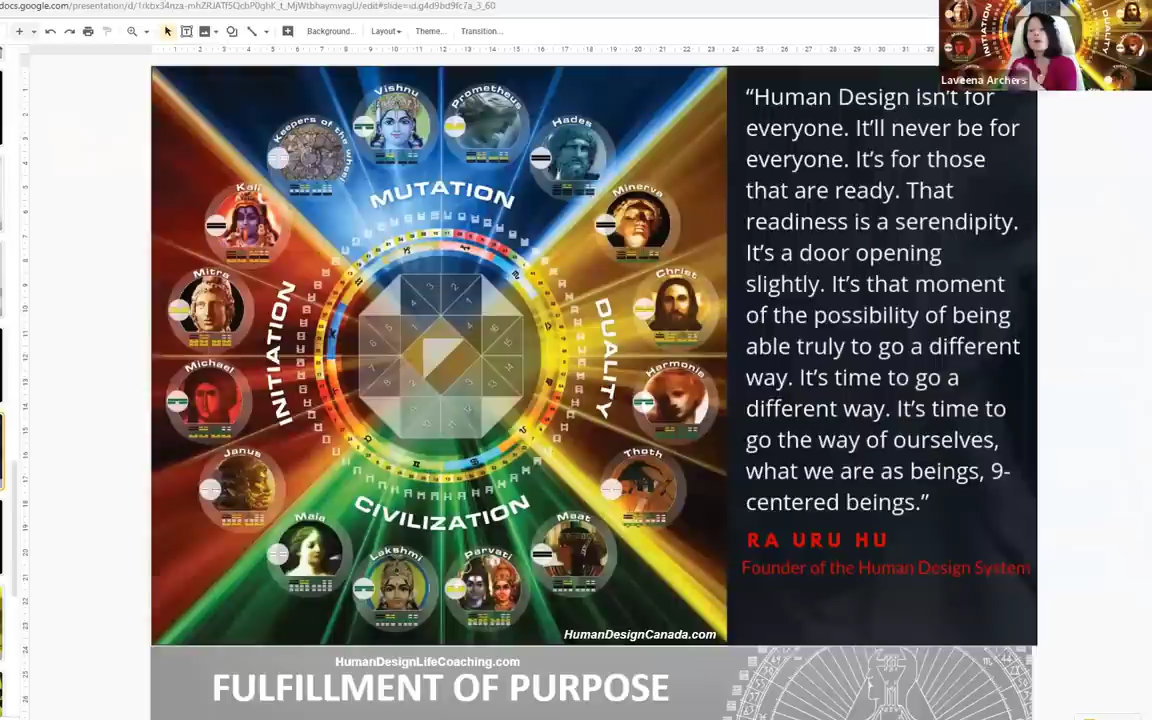 docs.google.com/presentation/d/1rkbx34nza-mhZRJATf5QcbP0ghK_t_MjWtbhaymvagU/edit#slide=id.g4d9bd9fc7a_3_60
Background... Layout Theme... Transition...
Laveena Archers
Vishnu
Prometheus
Keepers of the wheel
Hades
Kali
Minerva
Mitra
Christ
Michael
Harmonia
Janus
Thoth
Maia
Lakshmi
Parvati
Maat
MUTATION
INITIATION
DUALITY
CIVILIZATION
HumanDesignCanada.com
“Human Design isn’t for
everyone. It’ll never be for
everyone. It’s for those
that are ready. That
readiness is a serendipity.
It’s a door opening
slightly. It’s that moment
of the possibility of being
able truly to go a different
way. It’s time to go a
different way. It’s time to
go the way of ourselves,
what we are as beings, 9-
centered beings.”
RA URU HU
Founder of the Human Design System
HumanDesignLifeCoaching.com
FULFILLMENT OF PURPOSE